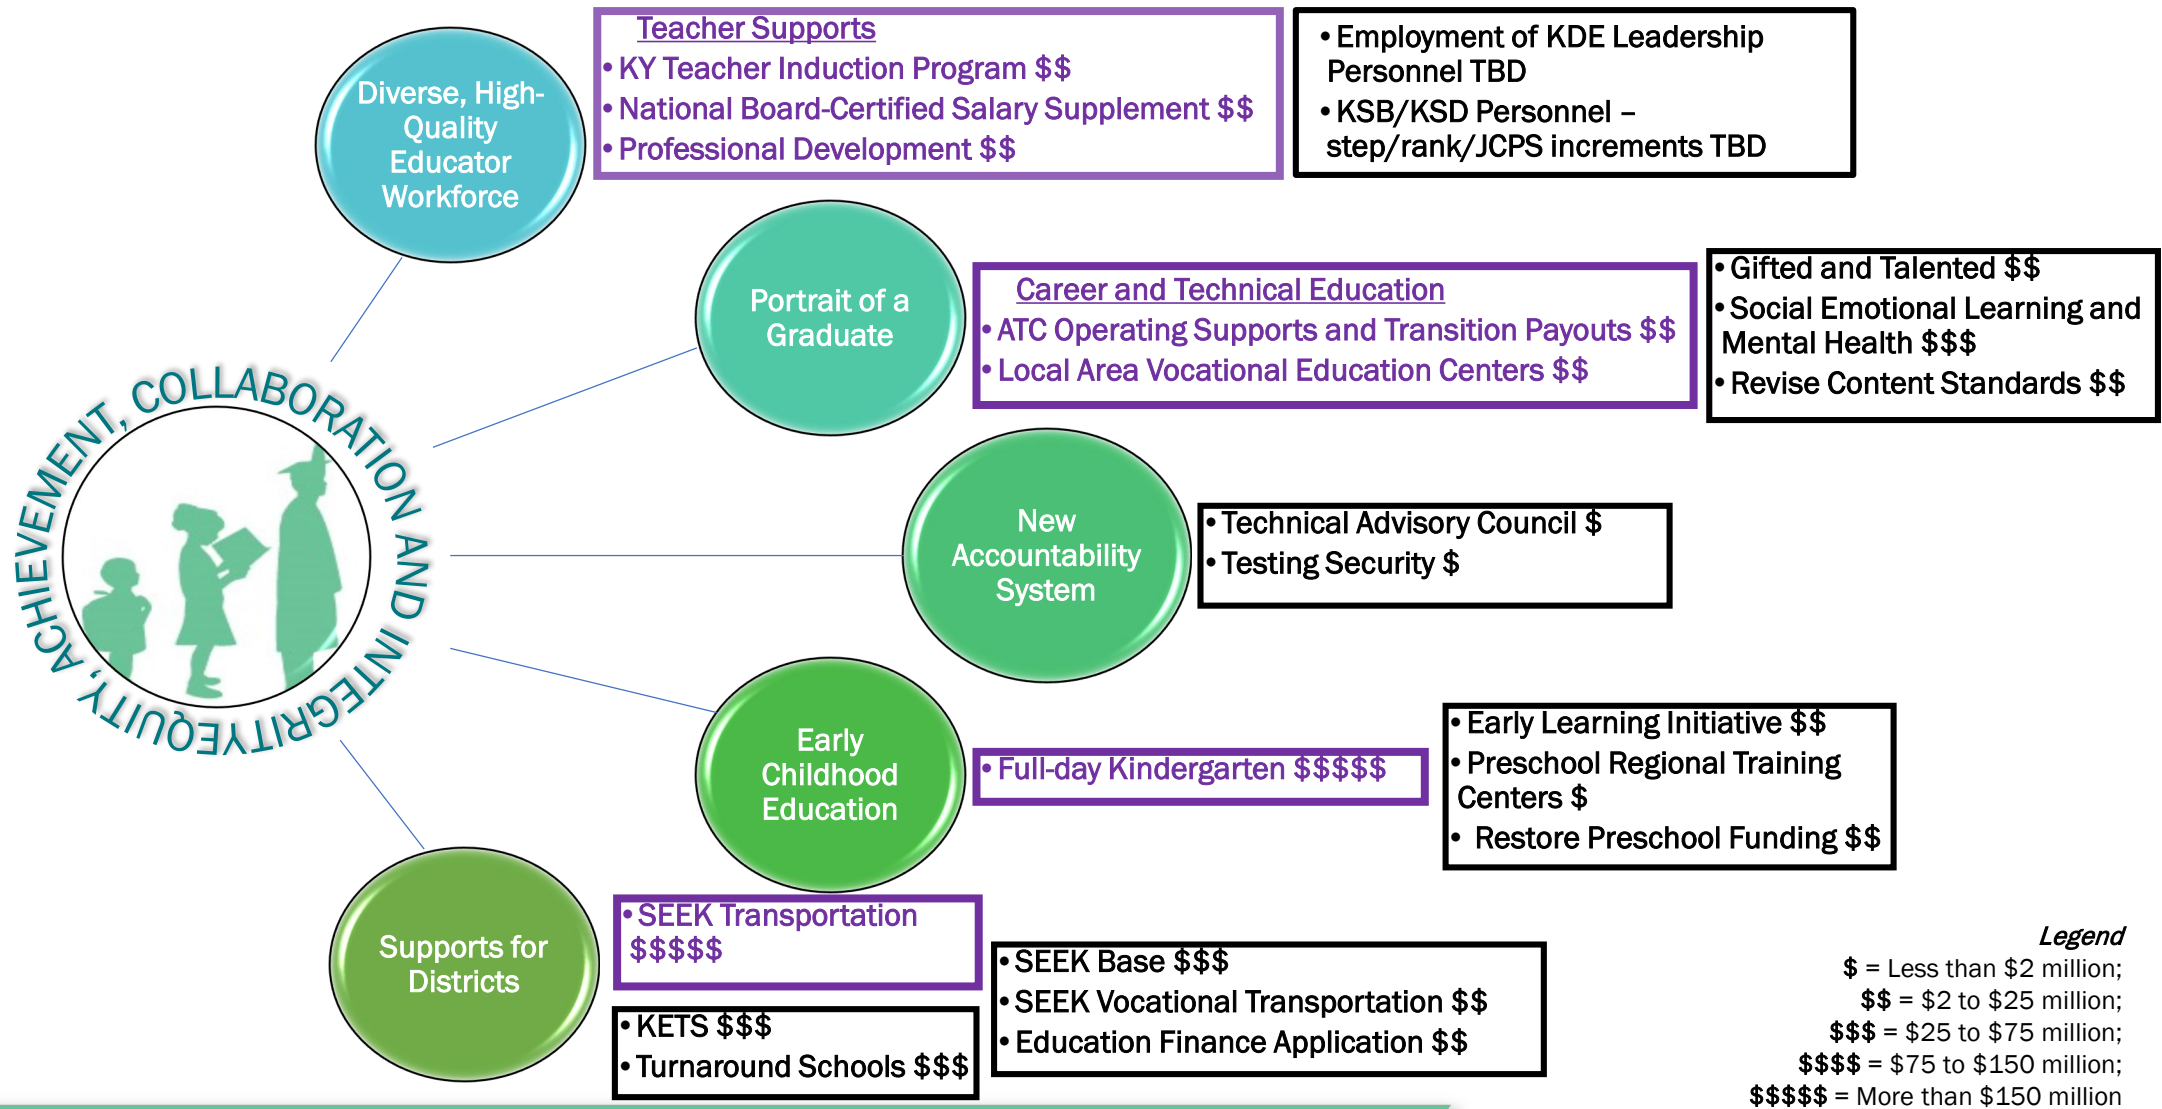 EQUITY, ACHIEVEMENT, COLLABORATION AND INTEGRITY
Diverse, High-
Quality
Educator
Workforce
Teacher Supports
• KY Teacher Induction Program $$
• National Board-Certified Salary Supplement $$
• Professional Development $$
• Employment of KDE Leadership
Personnel TBD
• KSB/KSD Personnel –
step/rank/JCPS increments TBD
Portrait of a
Graduate
Career and Technical Education
• ATC Operating Supports and Transition Payouts $$
• Local Area Vocational Education Centers $$
• Gifted and Talented $$
• Social Emotional Learning and
Mental Health $$$
• Revise Content Standards $$
New
Accountability
System
• Technical Advisory Council $
• Testing Security $
Early
Childhood
Education
• Full-day Kindergarten $$$$$
• Early Learning Initiative $$
• Preschool Regional Training
Centers $
• Restore Preschool Funding $$
Supports for
Districts
• SEEK Transportation
$$$$$
• KETS $$$
• Turnaround Schools $$$
• SEEK Base $$$
• SEEK Vocational Transportation $$
• Education Finance Application $$
Legend
$ = Less than $2 million;
$$ = $2 to $25 million;
$$$ = $25 to $75 million;
$$$$ = $75 to $150 million;
$$$$$ = More than $150 million